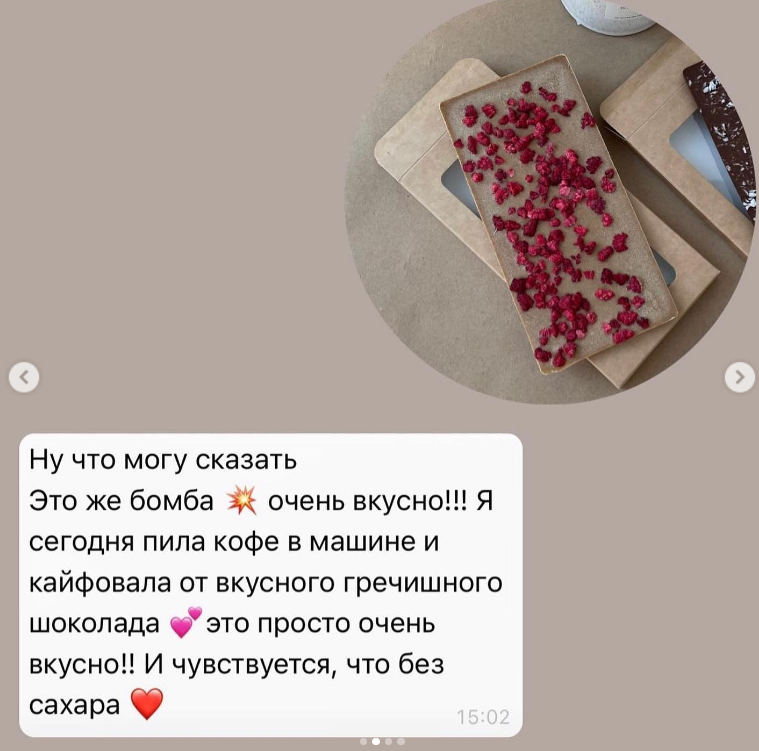 Ну что могу сказать
Это же бомба 💥 очень вкусно!!! Я
сегодня пила кофе в машине и
кайфовала от вкусного гречишного
шоколада 💕это просто очень
вкусно!! И чувствуется, что без
сахара ❤️
15:02